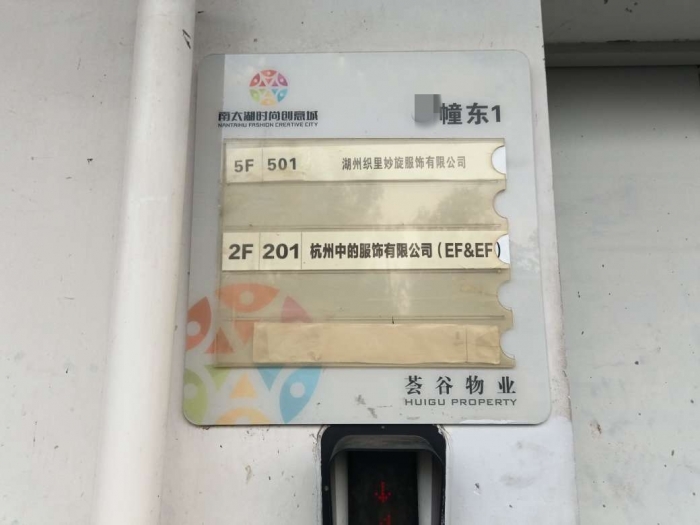 南太湖时尚创意城
NANTAIHU FASHION CREATIVE CITY
幢东1
5F 501 湖州织里妙旋服饰有限公司
2F 201 杭州中的服饰有限公司（EF&EF）
荟谷物业
HUIGU PROPERTY